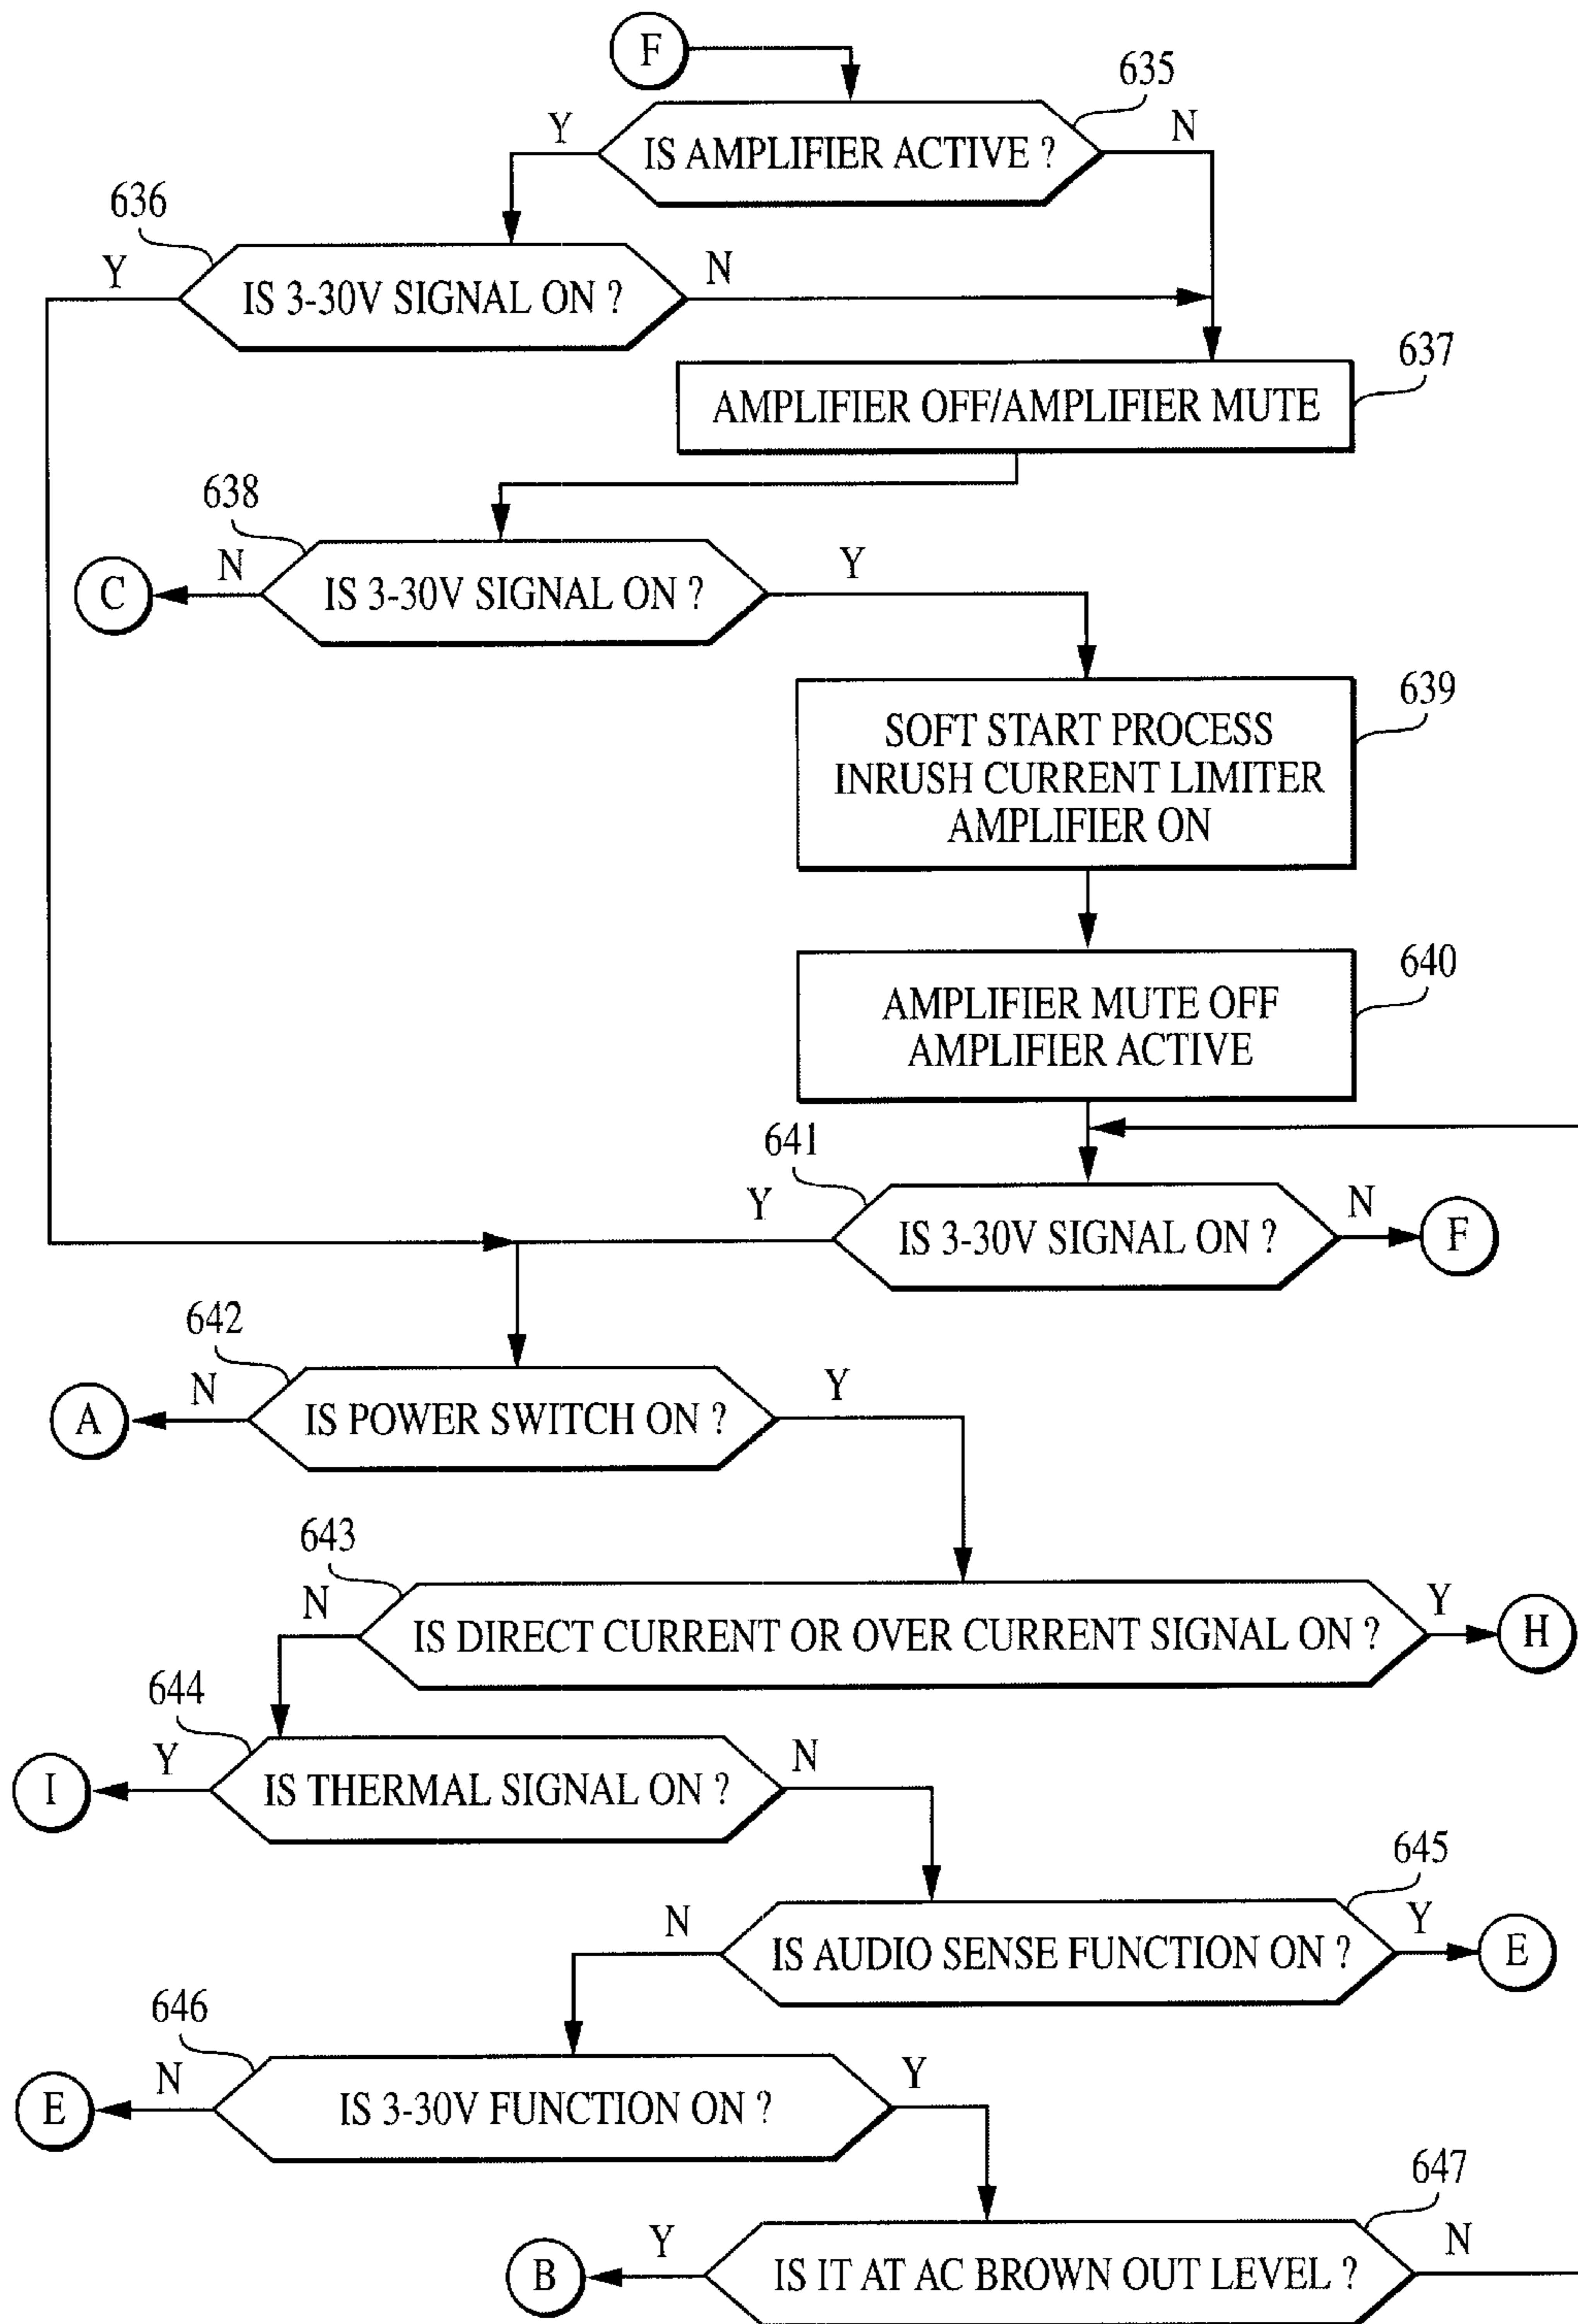 F
635
Y
IS AMPLIFIER ACTIVE ?
N
636
Y
IS 3-30V SIGNAL ON ?
N
637
AMPLIFIER OFF/AMPLIFIER MUTE
638
C
N
IS 3-30V SIGNAL ON ?
Y
639
SOFT START PROCESS
INRUSH CURRENT LIMITER
AMPLIFIER ON
640
AMPLIFIER MUTE OFF
AMPLIFIER ACTIVE
641
Y
IS 3-30V SIGNAL ON ?
N
F
642
A
N
IS POWER SWITCH ON ?
Y
643
N
IS DIRECT CURRENT OR OVER CURRENT SIGNAL ON ?
Y
H
644
I
Y
IS THERMAL SIGNAL ON ?
N
645
N
IS AUDIO SENSE FUNCTION ON ?
Y
E
646
E
N
IS 3-30V FUNCTION ON ?
Y
647
B
Y
IS IT AT AC BROWN OUT LEVEL ?
N